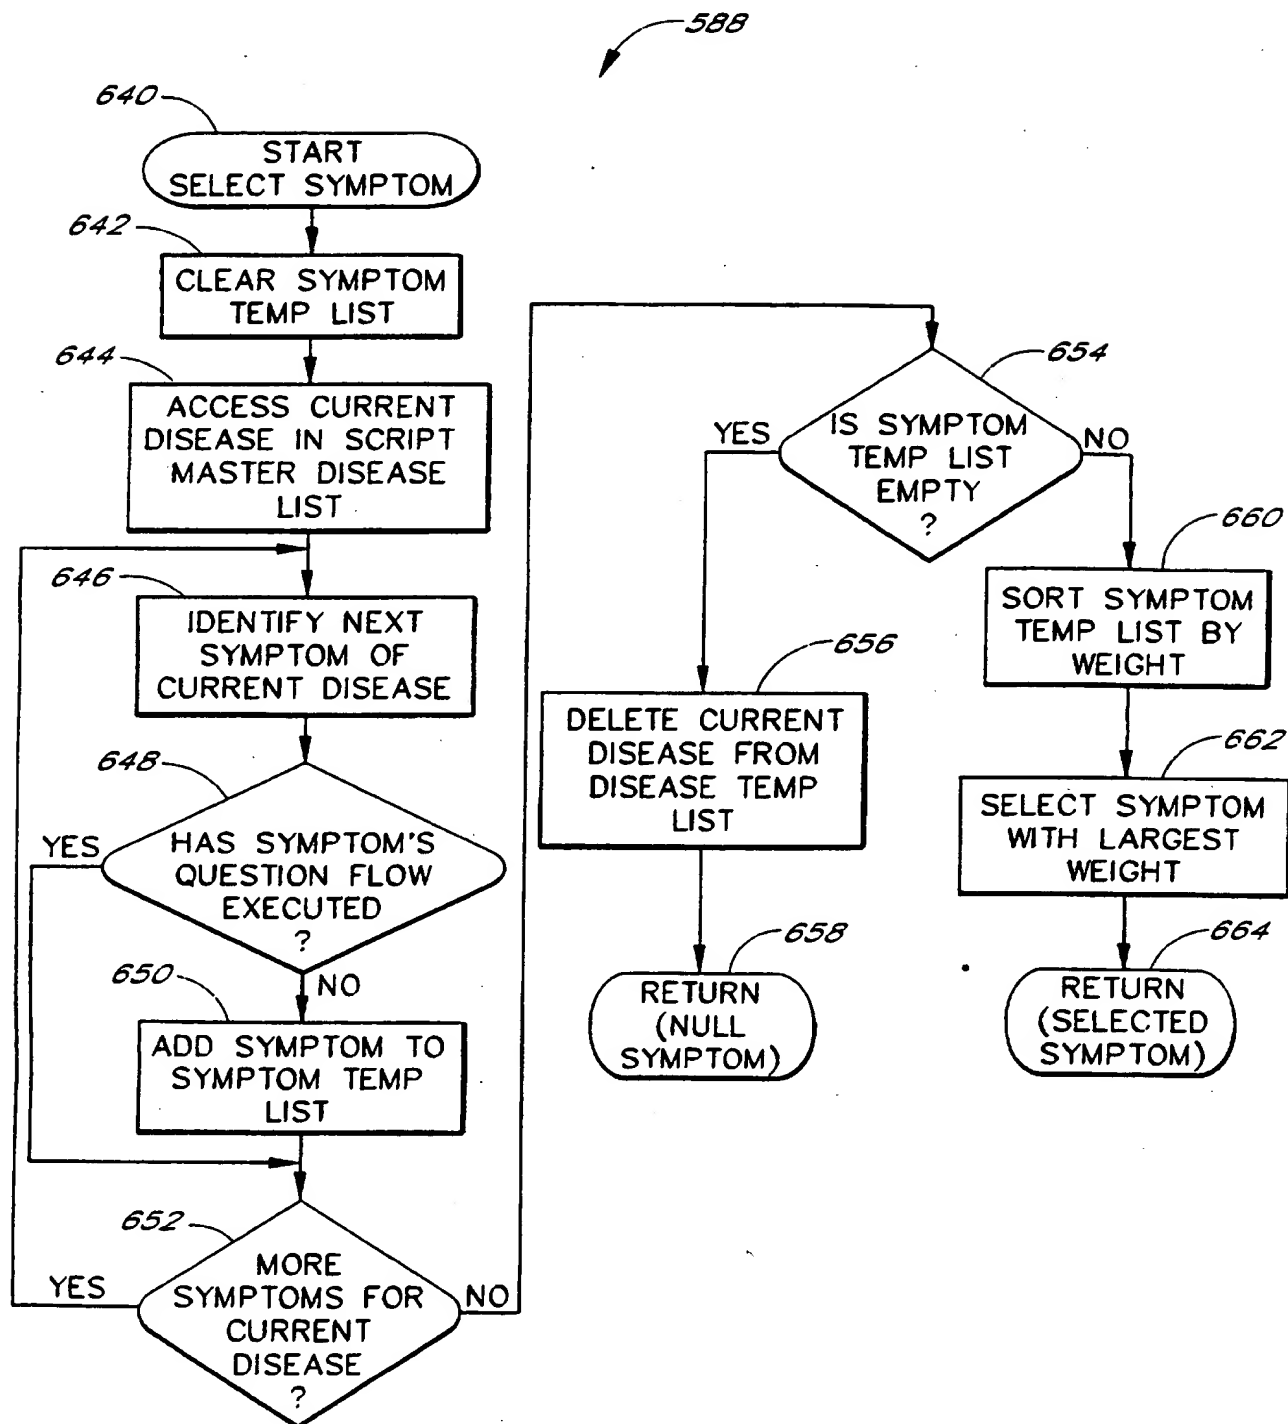 588
640
START
SELECT SYMPTOM
642
CLEAR SYMPTOM
TEMP LIST
644
ACCESS CURRENT
DISEASE IN SCRIPT
MASTER DISEASE
LIST
646
IDENTIFY NEXT
SYMPTOM OF
CURRENT DISEASE
648
YES
HAS SYMPTOM'S
QUESTION FLOW
EXECUTED
?
NO
650
ADD SYMPTOM TO
SYMPTOM TEMP
LIST
652
YES
MORE
SYMPTOMS FOR
CURRENT
DISEASE
?
NO
654
YES
IS SYMPTOM
TEMP LIST
EMPTY
?
NO
656
DELETE CURRENT
DISEASE FROM
DISEASE TEMP
LIST
658
RETURN
(NULL
SYMPTOM)
660
SORT SYMPTOM
TEMP LIST BY
WEIGHT
662
SELECT SYMPTOM
WITH LARGEST
WEIGHT
664
RETURN
(SELECTED
SYMPTOM)